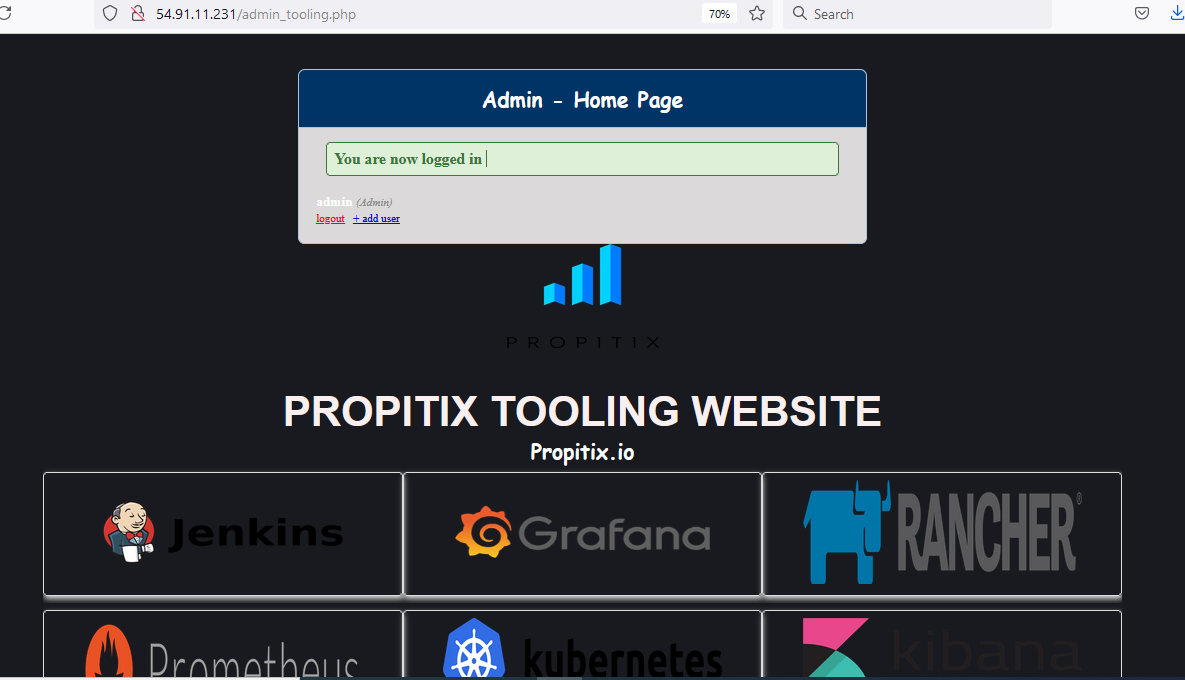 54.91.11.231/admin_tooling.php
70%
Search
Admin - Home Page
You are now logged in
admin (Admin)
logout + add user
PROPITIX
PROPITIX TOOLING WEBSITE
Propitix.io
Jenkins
Grafana
RANCHER®
Prometheus
kubernetes
kibana